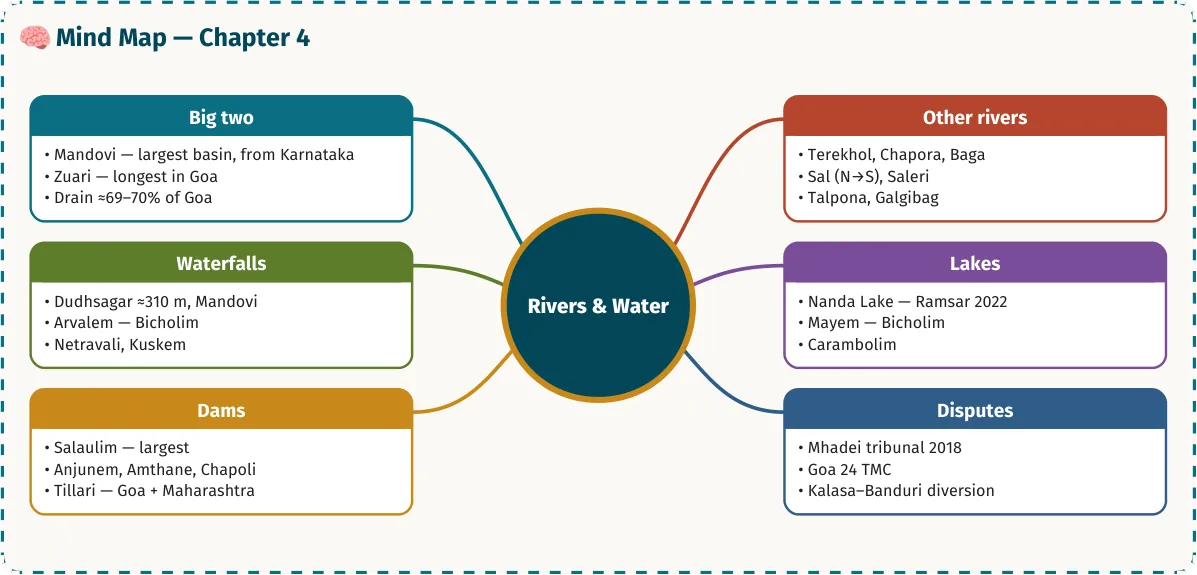 🧠 Mind Map — Chapter 4
Big two
• Mandovi — largest basin, from Karnataka
• Zuari — longest in Goa
• Drain ≈69–70% of Goa
Waterfalls
• Dudhsagar ≈310 m, Mandovi
• Arvalem — Bicholim
• Netravali, Kuskem
Dams
• Salaulim — largest
• Anjunem, Amthane, Chapoli
• Tillari — Goa + Maharashtra
Rivers & Water
Other rivers
• Terekhol, Chapora, Baga
• Sal (N→S), Saleri
• Talpona, Galgibag
Lakes
• Nanda Lake — Ramsar 2022
• Mayem — Bicholim
• Carambolim
Disputes
• Mhadei tribunal 2018
• Goa 24 TMC
• Kalasa–Banduri diversion